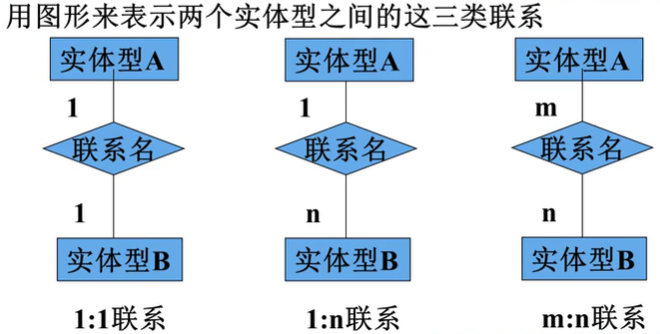 用图形来表示两个实体型之间的这三类联系
实体型A 实体型A 实体型A
1 1 m
联系名 联系名 联系名
1 n n
实体型B 实体型B 实体型B
1:1联系 1:n联系 m:n联系